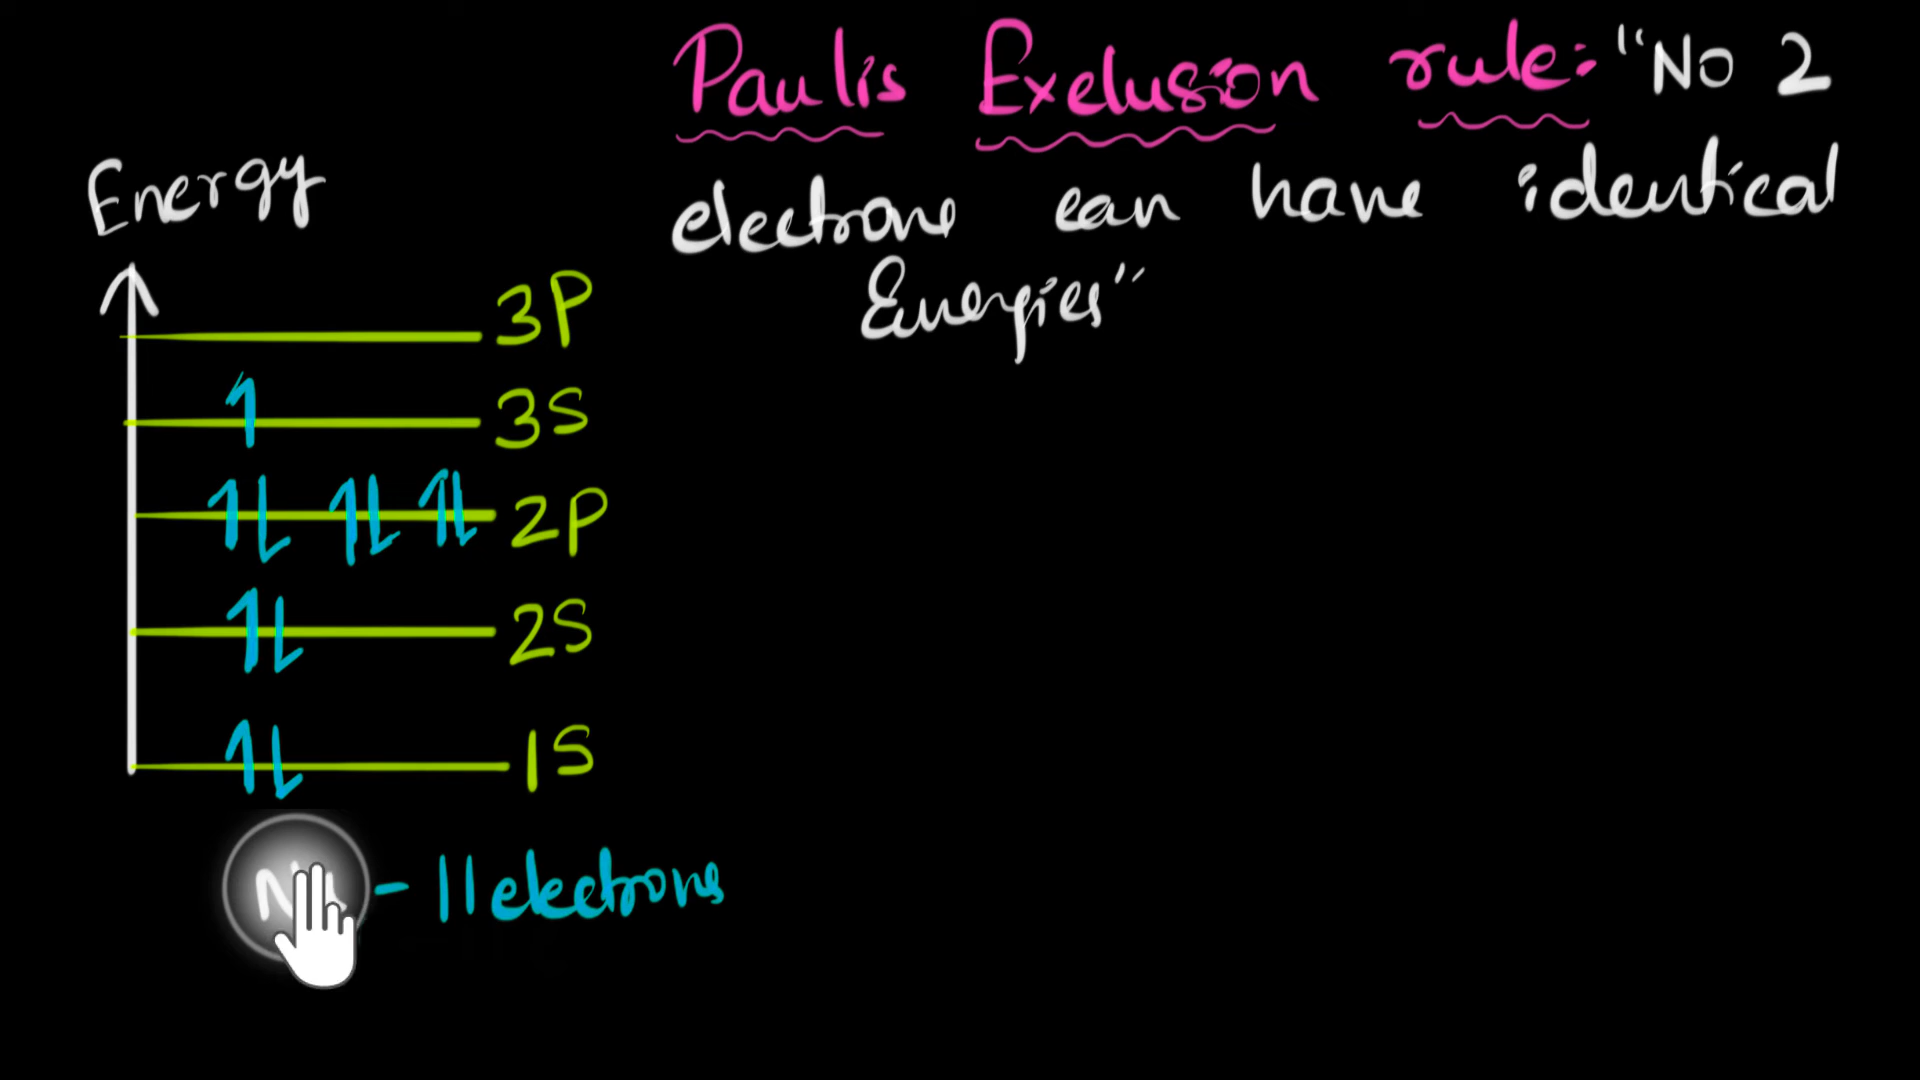 Paulis Exclusion rule: "No 2
electrons can have identical
Energies"
Energy
3P
3S
2P
2S
1S
- 11 electrons